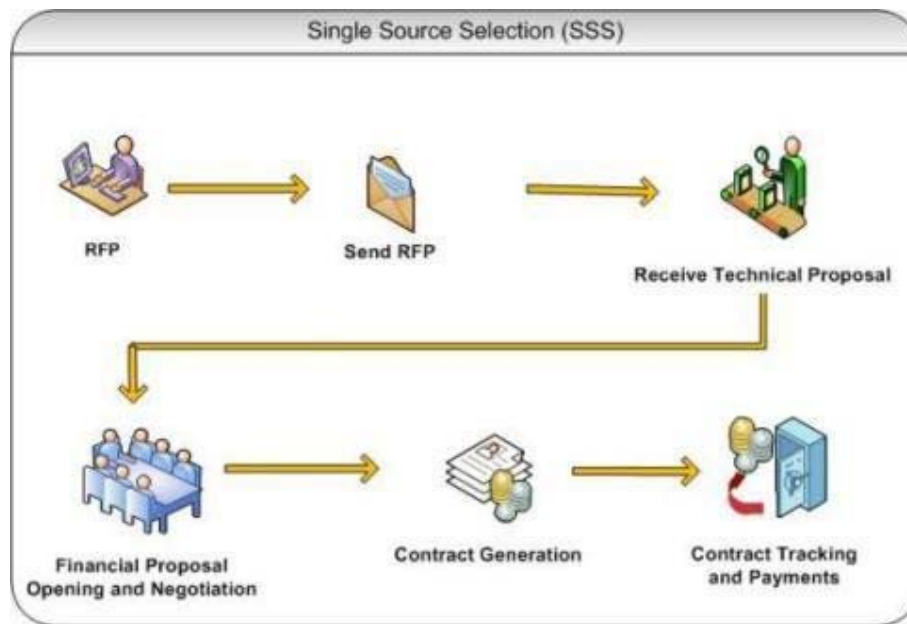 Single Source Selection (SSS)
RFP
Send RFP
Receive Technical Proposal
Financial Proposal
Opening and Negotiation
Contract Generation
Contract Tracking
and Payments